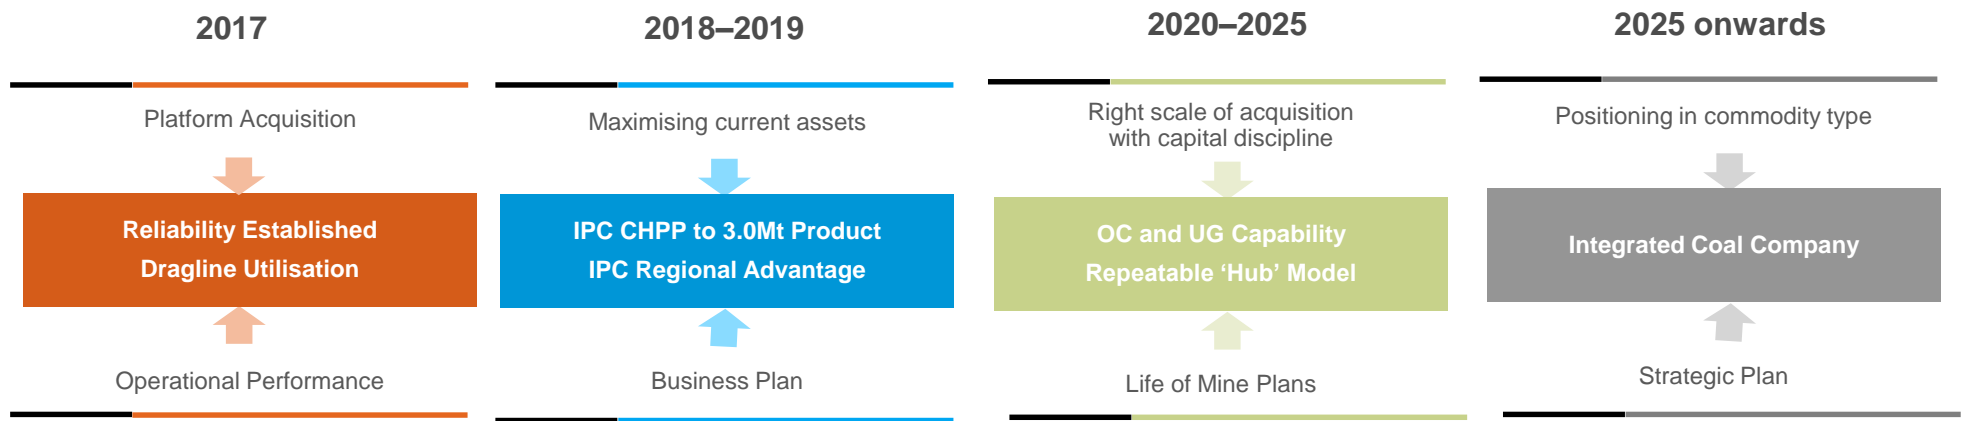 2017
Platform Acquisition
Reliability Established
Dragline Utilisation
Operational Performance
2018–2019
Maximising current assets
IPC CHPP to 3.0Mt Product
IPC Regional Advantage
Business Plan
2020–2025
Right scale of acquisition
with capital discipline
OC and UG Capability
Repeatable ‘Hub’ Model
Life of Mine Plans
2025 onwards
Positioning in commodity type
Integrated Coal Company
Strategic Plan